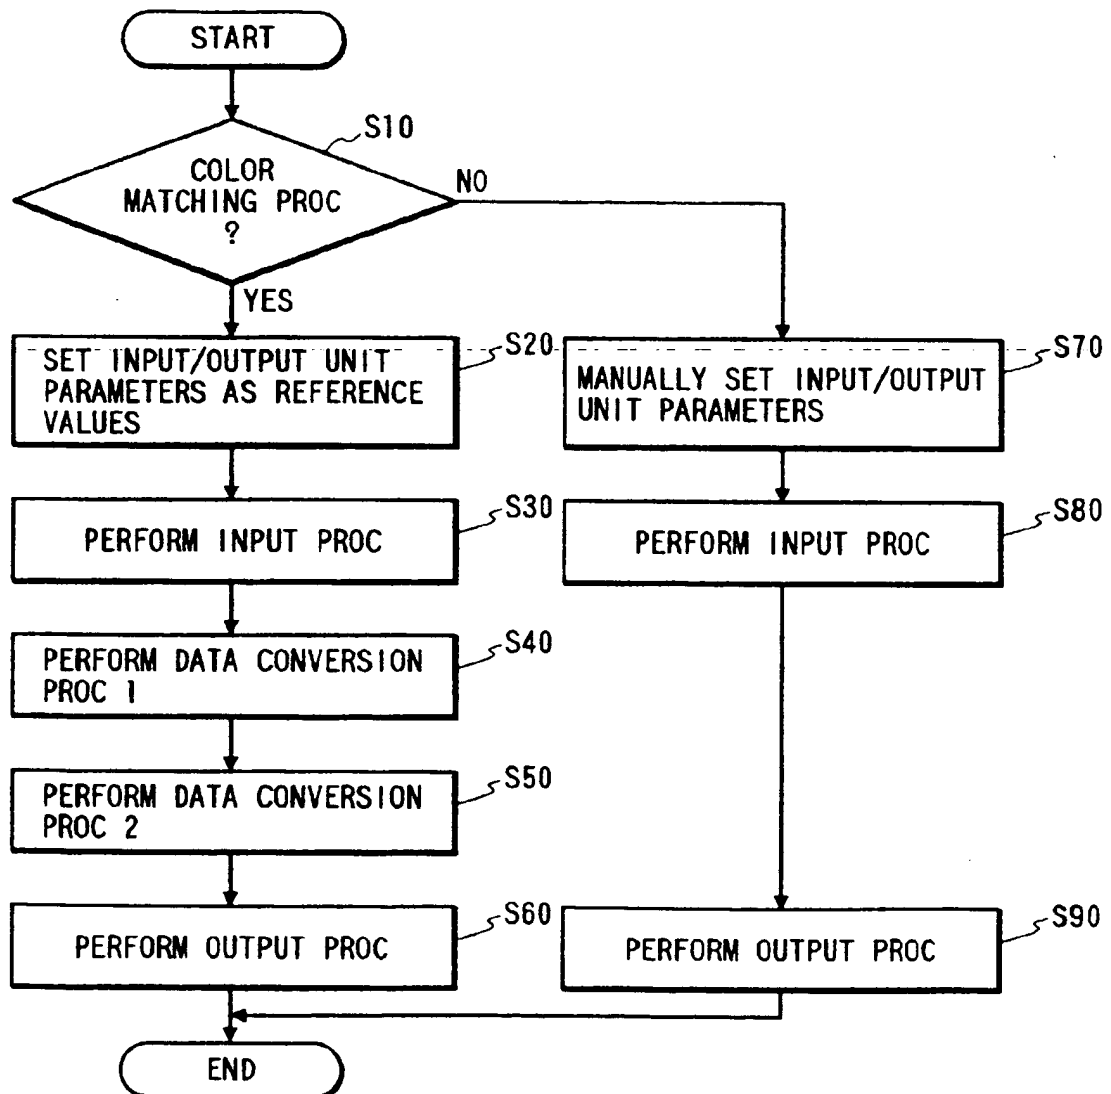 START
S10
COLOR
MATCHING PROC
?
NO
YES
S20
SET INPUT/OUTPUT UNIT
PARAMETERS AS REFERENCE
VALUES
S70
MANUALLY SET INPUT/OUTPUT
UNIT PARAMETERS
S30
PERFORM INPUT PROC
S80
PERFORM INPUT PROC
S40
PERFORM DATA CONVERSION
PROC 1
S50
PERFORM DATA CONVERSION
PROC 2
S60
PERFORM OUTPUT PROC
S90
PERFORM OUTPUT PROC
END